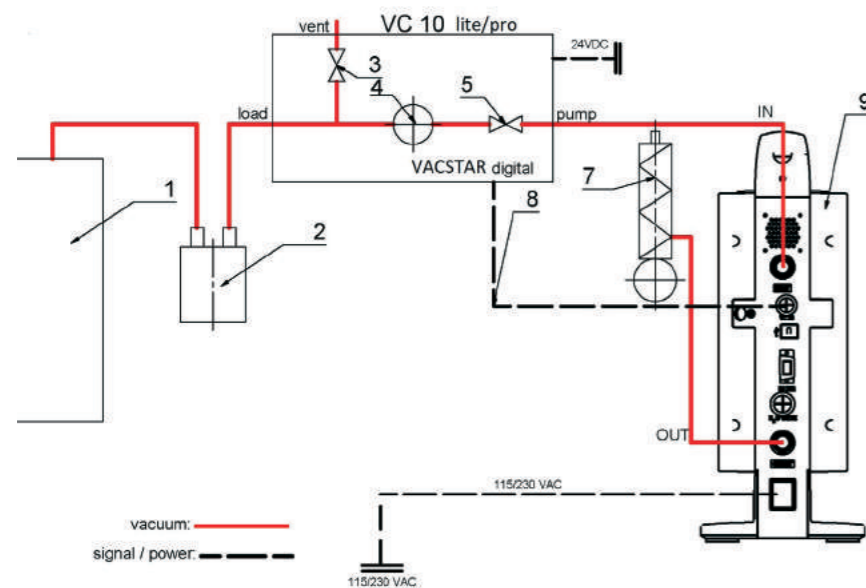 vent
VC 10 lite/pro
24VDC
3
4
5
9
load
pump
IN
7
VACSTAR digital
1
8
2
OUT
115/230 VAC
vacuum:
signal / power:
115/230 VAC